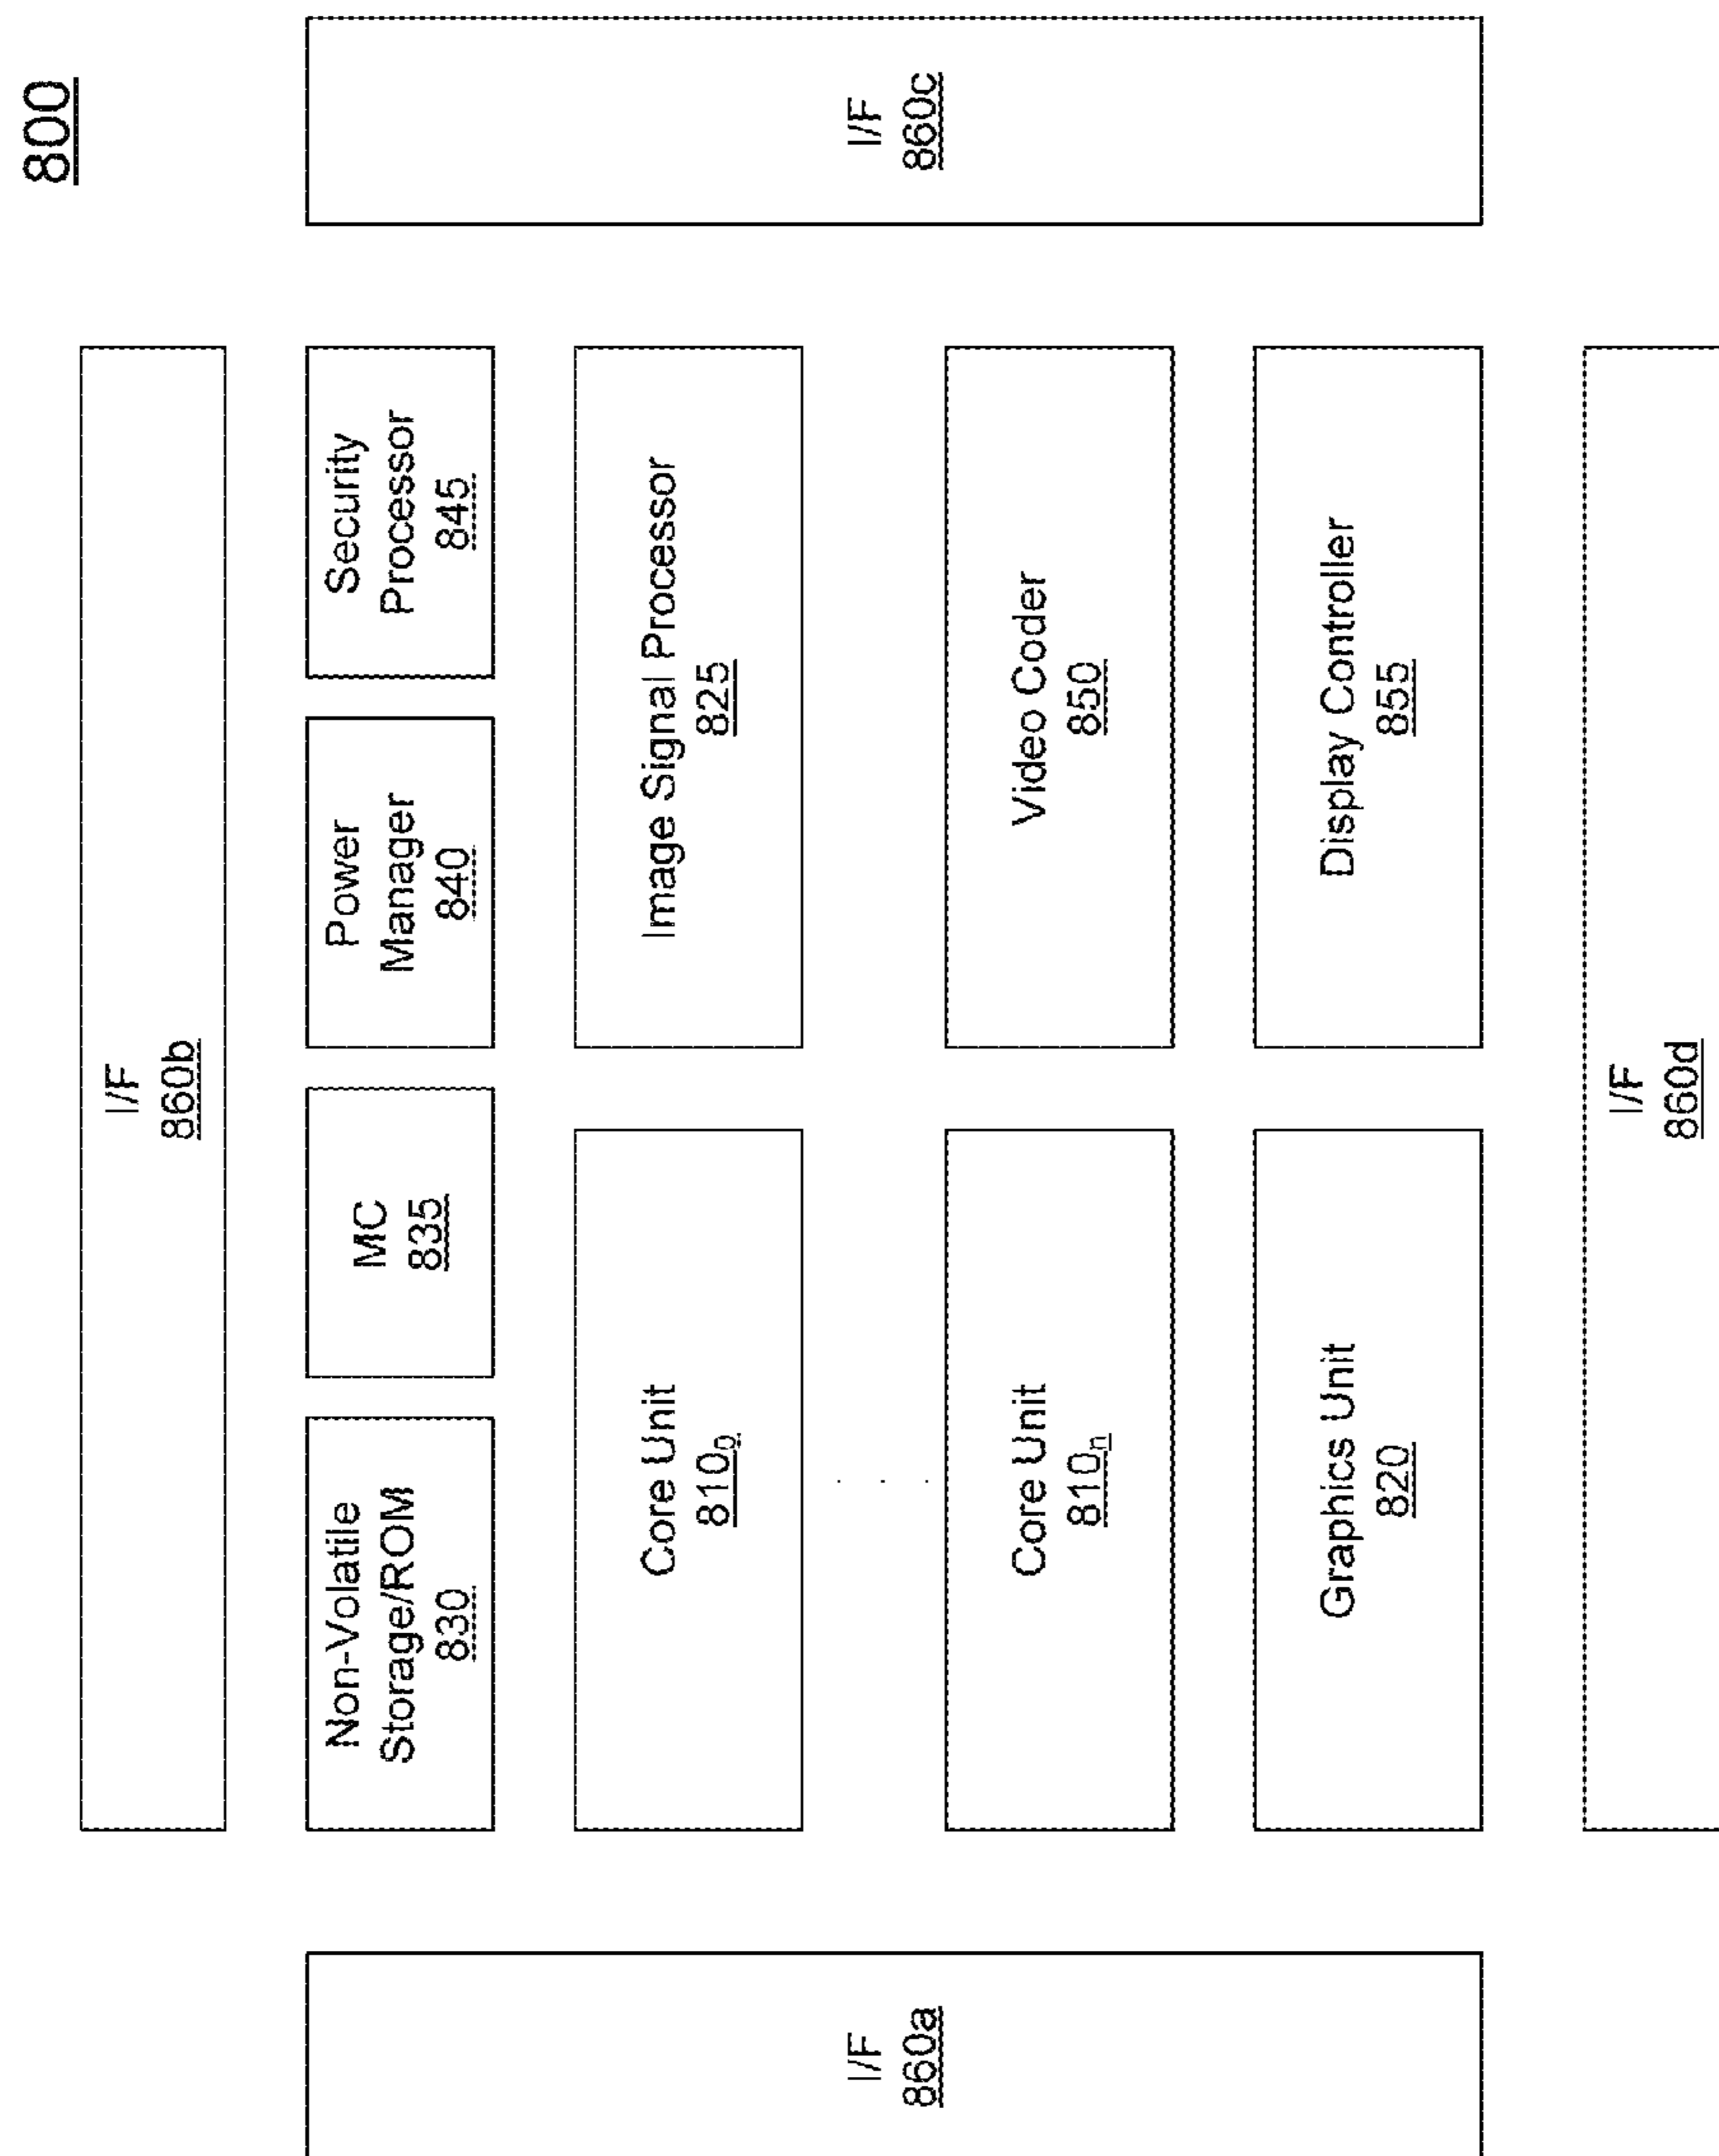 800
I/F
860b
Non-Volatile
Storage/ROM
830
MC
835
Power
Manager
840
Security
Processor
845
Core Unit
810₀
Image Signal Processor
825
I/F
860a
I/F
860c
. . .
Core Unit
810ₙ
Video Coder
850
Graphics Unit
820
Display Controller
855
I/F
860d